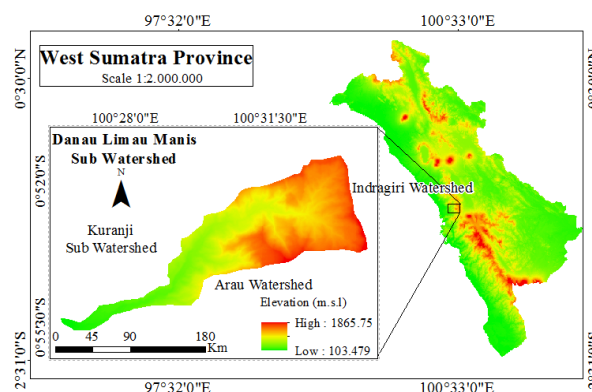 97°32'0"E
100°33'0"E
West Sumatra Province
Scale 1:2.000.000
0°30'0"N
0°30'0"N
100°28'0"E
100°31'30"E
Danau Limau Manis
Sub Watershed
N
0°52'0"S
Indragiri Watershed
Kuranji
Sub Watershed
Arau Watershed
Elevation (m.s.l)
High : 1865.75
Low : 103.479
0°55'30"S
0 45 90 180
Km
2°31'0"S
97°32'0"E
100°33'0"E